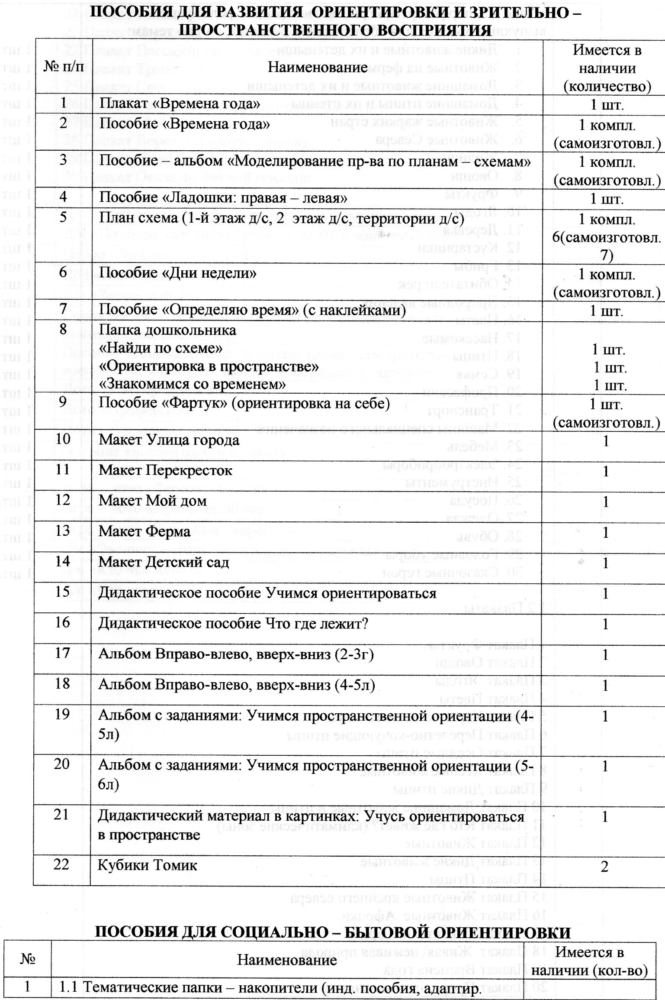 ПОСОБИЯ ДЛЯ РАЗВИТИЯ ОРИЕНТИРОВКИ И ЗРИТЕЛЬНО –
ПРОСТРАНСТВЕННОГО ВОСПРИЯТИЯ
№ п/п Наименование Имеется в
наличии
(количество)
1 Плакат «Времена года» 1 шт.
2 Пособие «Времена года» 1 компл.
(самоизготовл.)
3 Пособие – альбом «Моделирование пр-ва по планам – схемам» 1 компл.
(самоизготовл.)
4 Пособие «Ладошки: правая – левая» 1 шт.
5 План схема (1-й этаж д/с, 2 этаж д/с, территории д/с) 1 компл.
6(самоизготовл.
7)
6 Пособие «Дни недели» 1 компл.
(самоизготовл.)
7 Пособие «Определяю время» (с наклейками) 1 шт.
8 Папка дошкольника
«Найди по схеме» 1 шт.
«Ориентировка в пространстве» 1 шт.
«Знакомимся со временем» 1 шт.
9 Пособие «Фартук» (ориентировка на себе) 1 шт.
(самоизготовл.)
10 Макет Улица города 1
11 Макет Перекресток 1
12 Макет Мой дом 1
13 Макет Ферма 1
14 Макет Детский сад 1
15 Дидактическое пособие Учимся ориентироваться 1
16 Дидактическое пособие Что где лежит? 1
17 Альбом Вправо-влево, вверх-вниз (2-3г) 1
18 Альбом Вправо-влево, вверх-вниз (4-5л) 1
19 Альбом с заданиями: Учимся пространственной ориентации (4- 1
5л)
20 Альбом с заданиями: Учимся пространственной ориентации (5- 1
6л)
21 Дидактический материал в картинках: Учусь ориентироваться 1
в пространстве
22 Кубики Томик 2
ПОСОБИЯ ДЛЯ СОЦИАЛЬНО – БЫТОВОЙ ОРИЕНТИРОВКИ
№ Наименование Имеется в
наличии (кол-во)
1 1.1 Тематические папки – накопители (инд. пособия, адаптир.